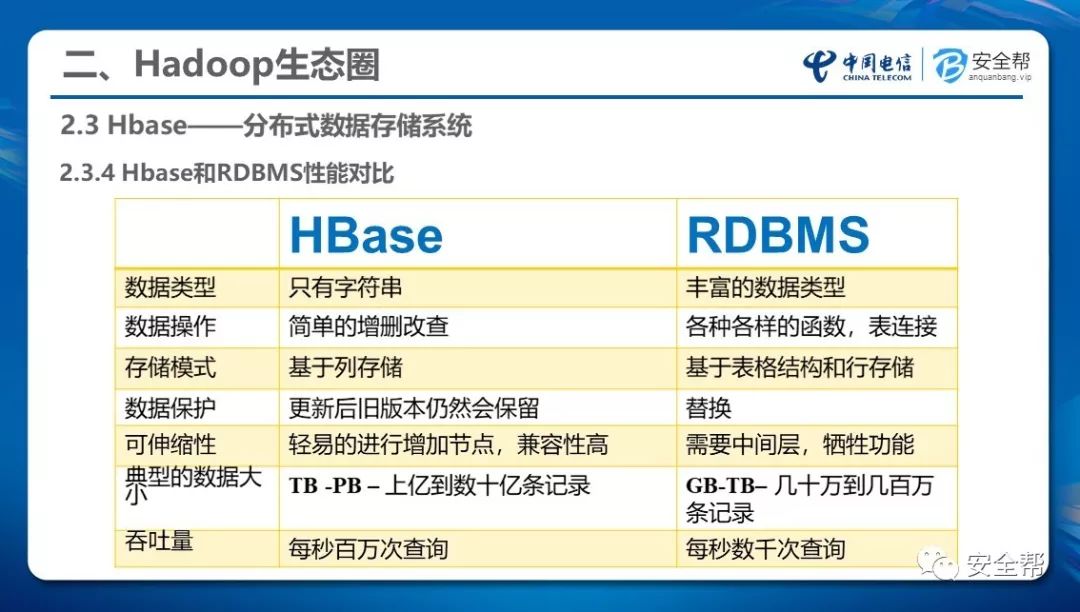 二、Hadoop生态圈
中国电信
CHINA TELECOM
安全帮
anquanbang.vip
2.3 Hbase——分布式数据存储系统
2.3.4 Hbase和RDBMS性能对比
HBase RDBMS
数据类型 只有字符串 丰富的数据类型
数据操作 简单的增删改查 各种各样的函数，表连接
存储模式 基于列存储 基于表格结构和行存储
数据保护 更新后旧版本仍然会保留 替换
可伸缩性 轻易的进行增加节点，兼容性高 需要中间层，牺牲功能
典型的数据大
小
TB -PB – 上亿到数十亿条记录
GB-TB– 几十万到几百万
条记录
吞吐量 每秒百万次查询 每秒数千次查询
安全帮